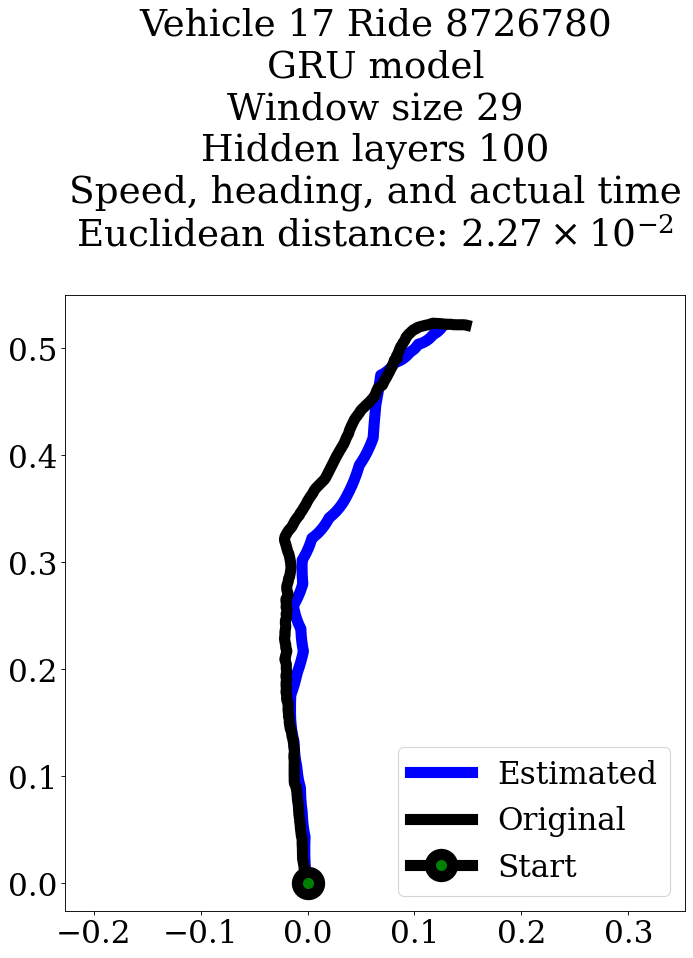 Vehicle 17 Ride 8726780
GRU model
Window size 29
Hidden layers 100
Speed, heading, and actual time
Euclidean distance: 2.27 × 10⁻²
0.5
0.4
0.3
0.2
0.1
0.0
Estimated
Original
Start
−0.2 −0.1 0.0 0.1 0.2 0.3